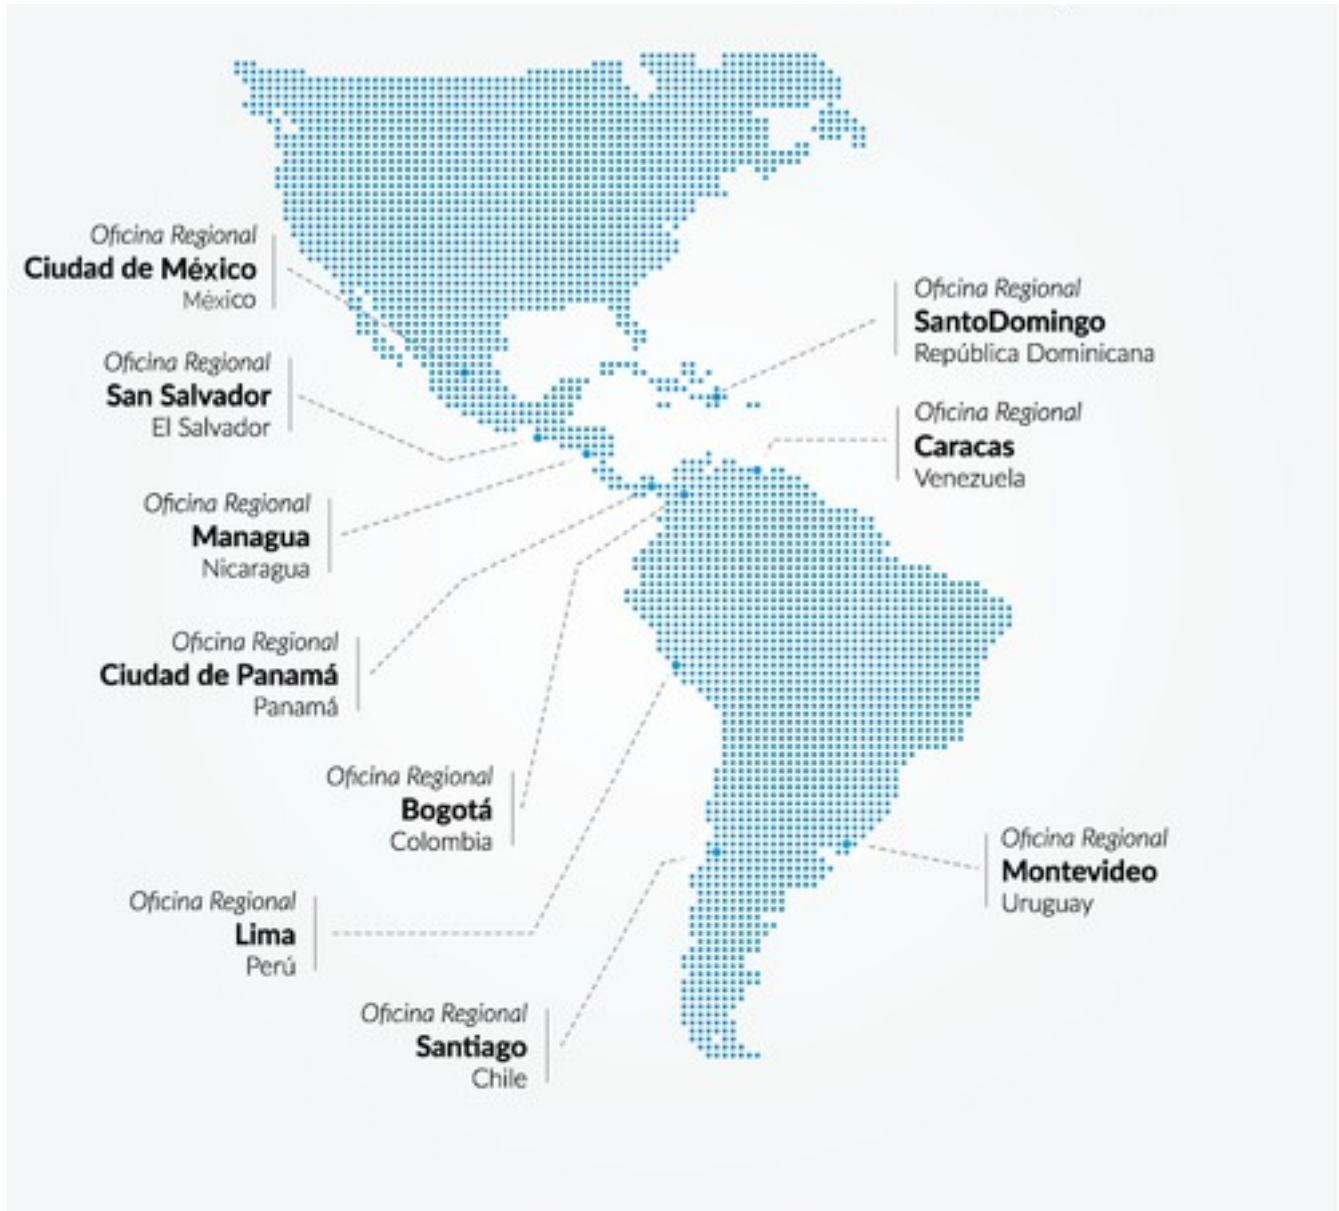 Oficina Regional
Ciudad de México
México
Oficina Regional
San Salvador
El Salvador
Oficina Regional
Managua
Nicaragua
Oficina Regional
Ciudad de Panamá
Panamá
Oficina Regional
Bogotá
Colombia
Oficina Regional
Lima
Perú
Oficina Regional
Santiago
Chile
Oficina Regional
SantoDomingo
República Dominicana
Oficina Regional
Caracas
Venezuela
Oficina Regional
Montevideo
Uruguay